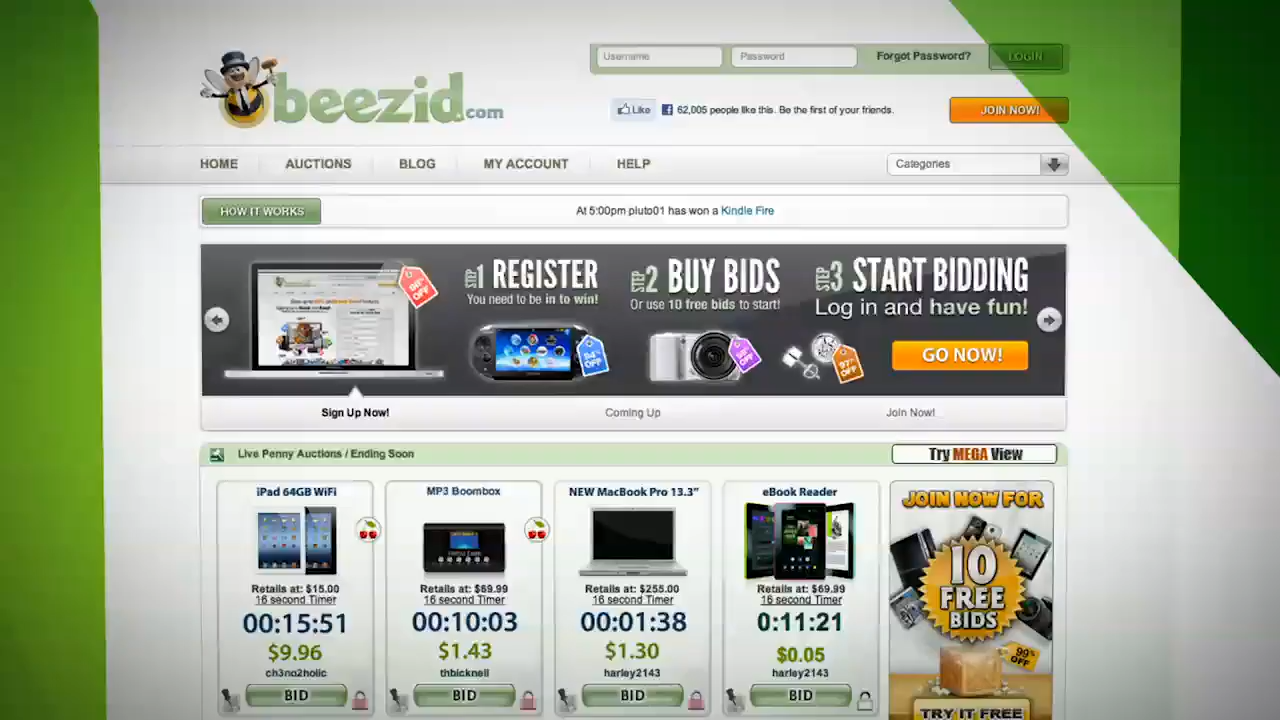 Username
Password
Forgot Password?
LOGIN
beezid.com
Like
62,005 people like this. Be the first of your friends.
JOIN NOW!
HOME
AUCTIONS
BLOG
MY ACCOUNT
HELP
Categories
HOW IT WORKS
At 5:00pm pluto01 has won a Kindle Fire
STEP 1 REGISTER
You need to be in to win!
STEP 2 BUY BIDS
Or use 10 free bids to start!
STEP 3 START BIDDING
Log in and have fun!
GO NOW!
97% OFF
Sign Up Now!
Coming Up
Join Now!
Live Penny Auctions / Ending Soon
Try MEGA View
iPad 64GB WiFi
Retails at: $15.00
16 second Timer
00:15:51
$9.96
ch3no2holic
BID
MP3 Boombox
Retails at: $69.99
16 second Timer
00:10:03
$1.43
thbicknell
BID
NEW MacBook Pro 13.3"
Retails at: $255.00
16 second Timer
00:01:38
$1.30
harley2143
BID
eBook Reader
Retails at: $69.99
16 second Timer
0:11:21
$0.05
harley2143
BID
JOIN NOW FOR
10
FREE
BIDS
99% OFF
TRY IT FREE